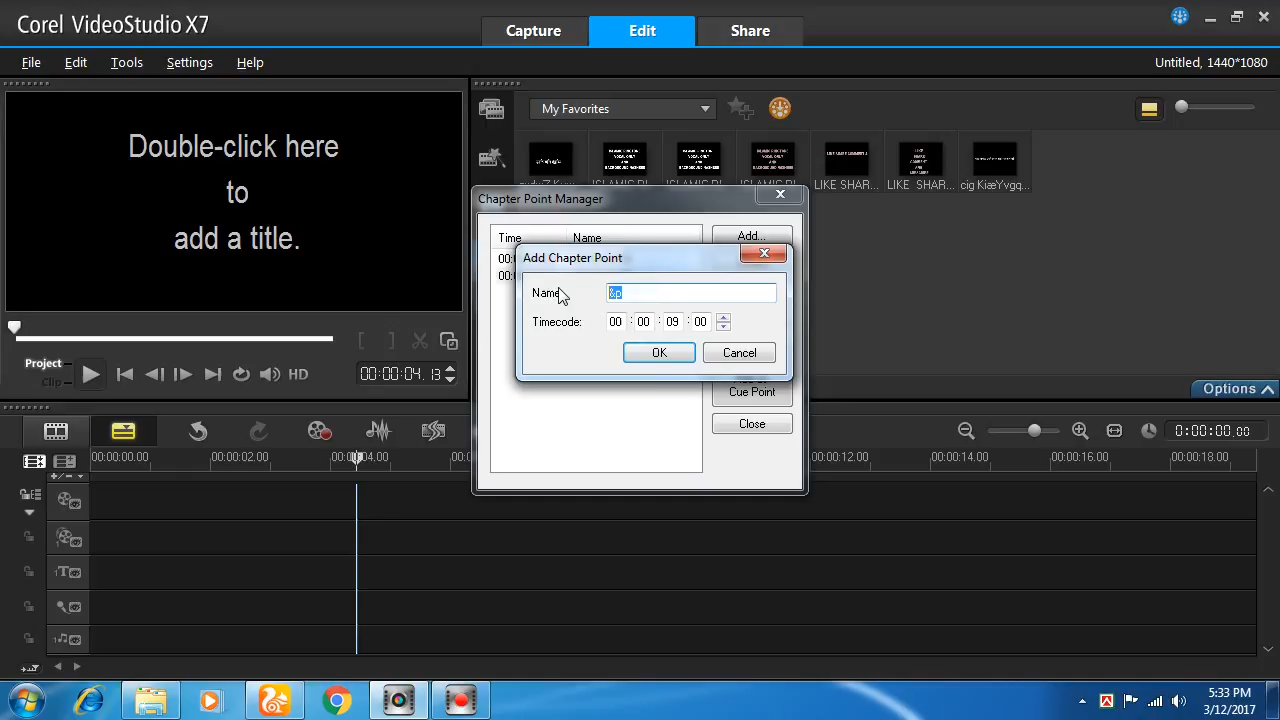 Corel VideoStudio X7
Capture
Edit
Share
File
Edit
Tools
Settings
Help
Untitled, 1440*1080
Double-click here
to
add a title.
My Favorites
LIKE SHAR...
LIKE SHAR...
cig KiæYvgq...
Chapter Point Manager
Time
Name
Add...
Add Chapter Point
Name
&p
Timecode:
00 : 00 : 09 : 00
OK
Cancel
Cue Point
Close
Project
Clip
HD
00:00:04.13
Options
0:00:00.00
00:00:00.00
00:00:02.00
00:00:04.00
00:00:12.00
00:00:14.00
00:00:16.00
00:00:18.00
5:33 PM
3/12/2017